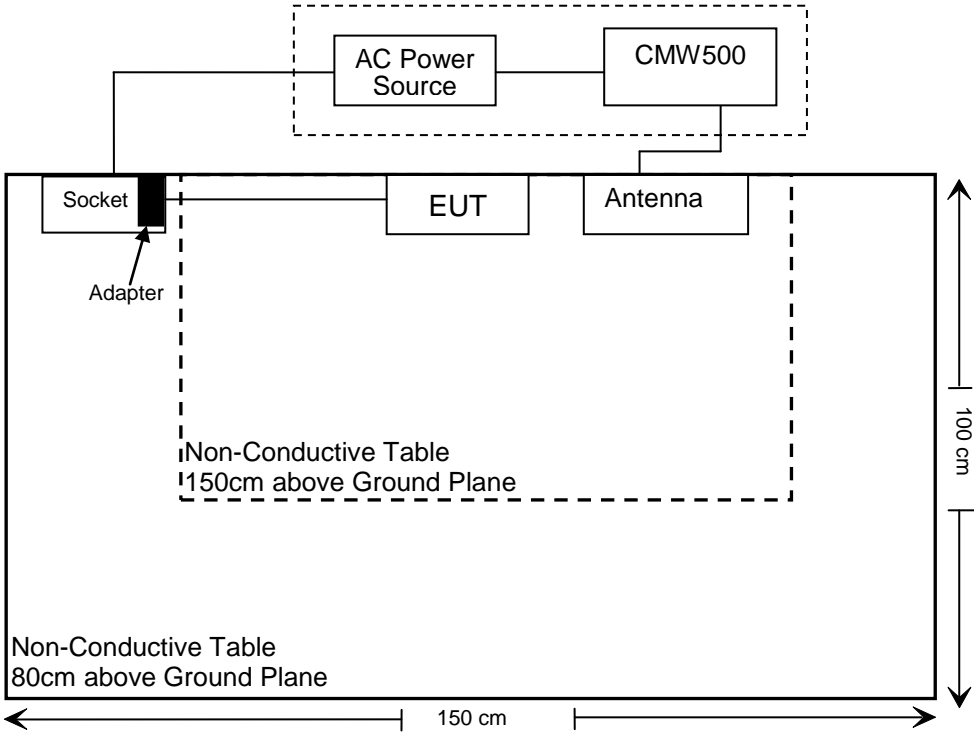 AC Power
Source
CMW500
Socket
EUT
Antenna
Adapter
100 cm
Non-Conductive Table
150cm above Ground Plane
Non-Conductive Table
80cm above Ground Plane
150 cm